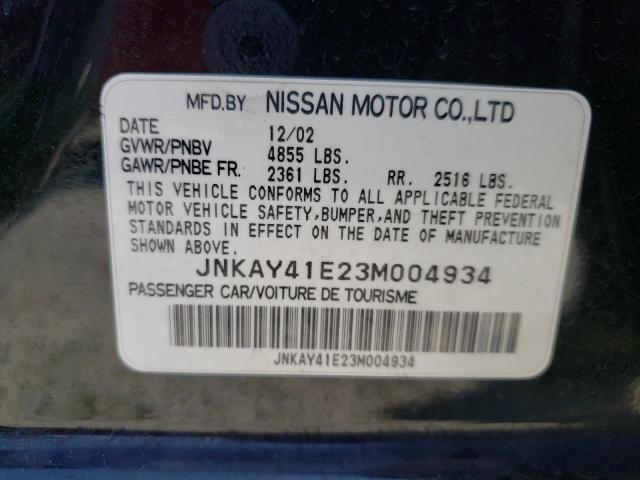 MFD.BY NISSAN MOTOR CO.,LTD
DATE 12/02
GVWR/PNBV 4855 LBS.
GAWR/PNBE FR. 2361 LBS. RR. 2516 LBS.
THIS VEHICLE CONFORMS TO ALL APPLICABLE FEDERAL
MOTOR VEHICLE SAFETY,BUMPER,AND THEFT PREVENTION
STANDARDS IN EFFECT ON THE DATE OF MANUFACTURE
SHOWN ABOVE.
JNKAY41E23M004934
PASSENGER CAR/VOITURE DE TOURISME
JNKAY41E23M004934